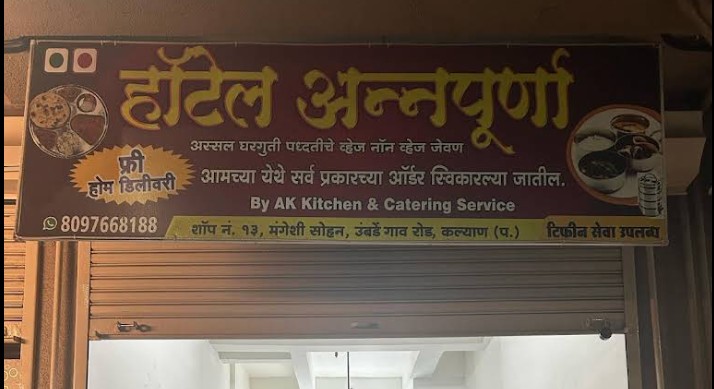 हॉटेल अन्नपूर्णा
अस्सल घरगुती पध्दतीचे व्हेज नॉन व्हेज जेवण
फ्री
होम डिलीवरी
आमच्या येथे सर्व प्रकारच्या ऑर्डर स्विकारल्या जातील.
By AK Kitchen & Catering Service
8097668188
शॉप नं. १३, मंगेशी सोहन, उंबर्डे गाव रोड, कल्याण (प.)
टिफीन सेवा उपलब्ध